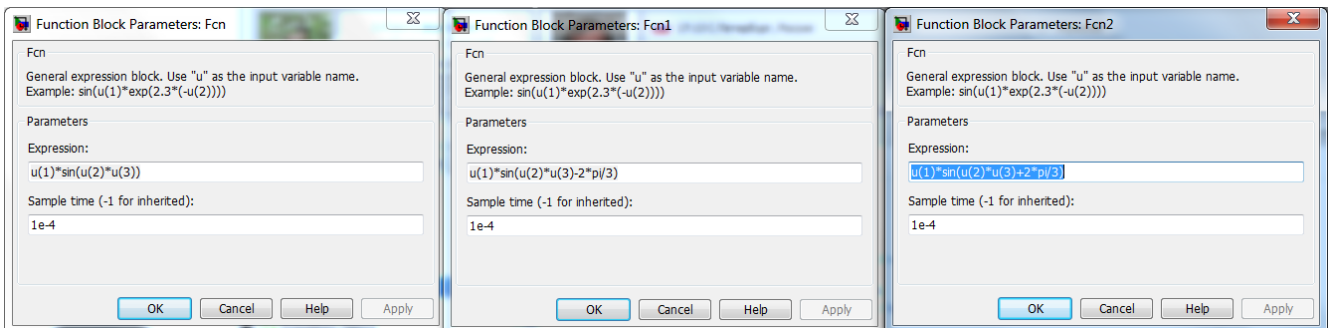 Function Block Parameters: Fcn
Fcn
General expression block. Use "u" as the input variable name.
Example: sin(u(1)*exp(2.3*(-u(2))))
Parameters
Expression:
u(1)*sin(u(2)*u(3))
Sample time (-1 for inherited):
1e-4
OK Cancel Help Apply
Function Block Parameters: Fcn1
Fcn
General expression block. Use "u" as the input variable name.
Example: sin(u(1)*exp(2.3*(-u(2))))
Parameters
Expression:
u(1)*sin(u(2)*u(3)-2*pi/3)
Sample time (-1 for inherited):
1e-4
OK Cancel Help Apply
Function Block Parameters: Fcn2
Fcn
General expression block. Use "u" as the input variable name.
Example: sin(u(1)*exp(2.3*(-u(2))))
Parameters
Expression:
u(1)*sin(u(2)*u(3)+2*pi/3)
Sample time (-1 for inherited):
1e-4
OK Cancel Help Apply